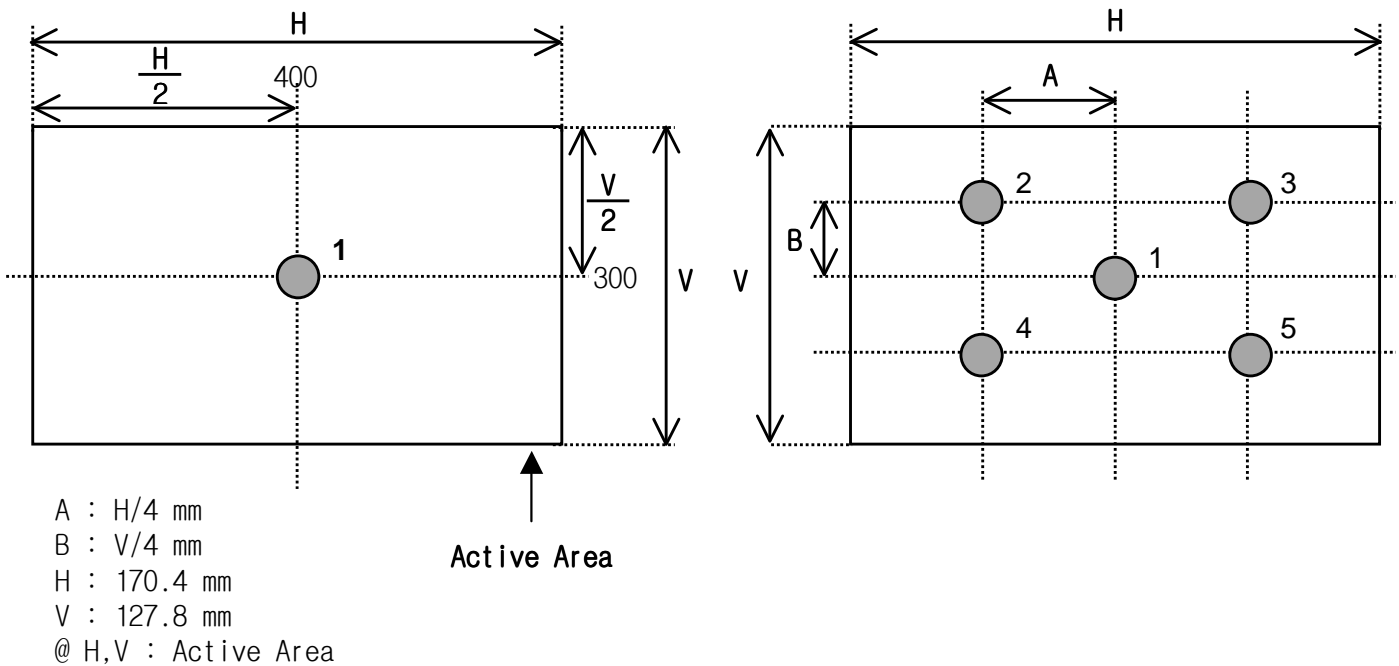 H
H
2
400
V
2
1
300
V
Active Area
H
A
2
3
B
V
1
4
5
A : H/4 mm
B : V/4 mm
H : 170.4 mm
V : 127.8 mm
@ H,V : Active Area